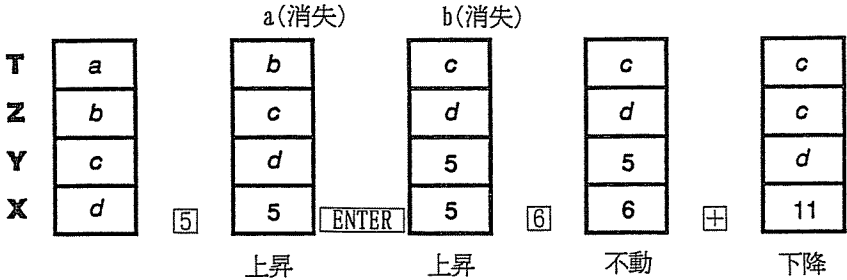 a(消失) b(消失)
T a b c c c
Z b c d d c
Y c d 5 5 d
X d 5 5 ENTER 5 6 6 + 11
上昇 上昇 不動 下降